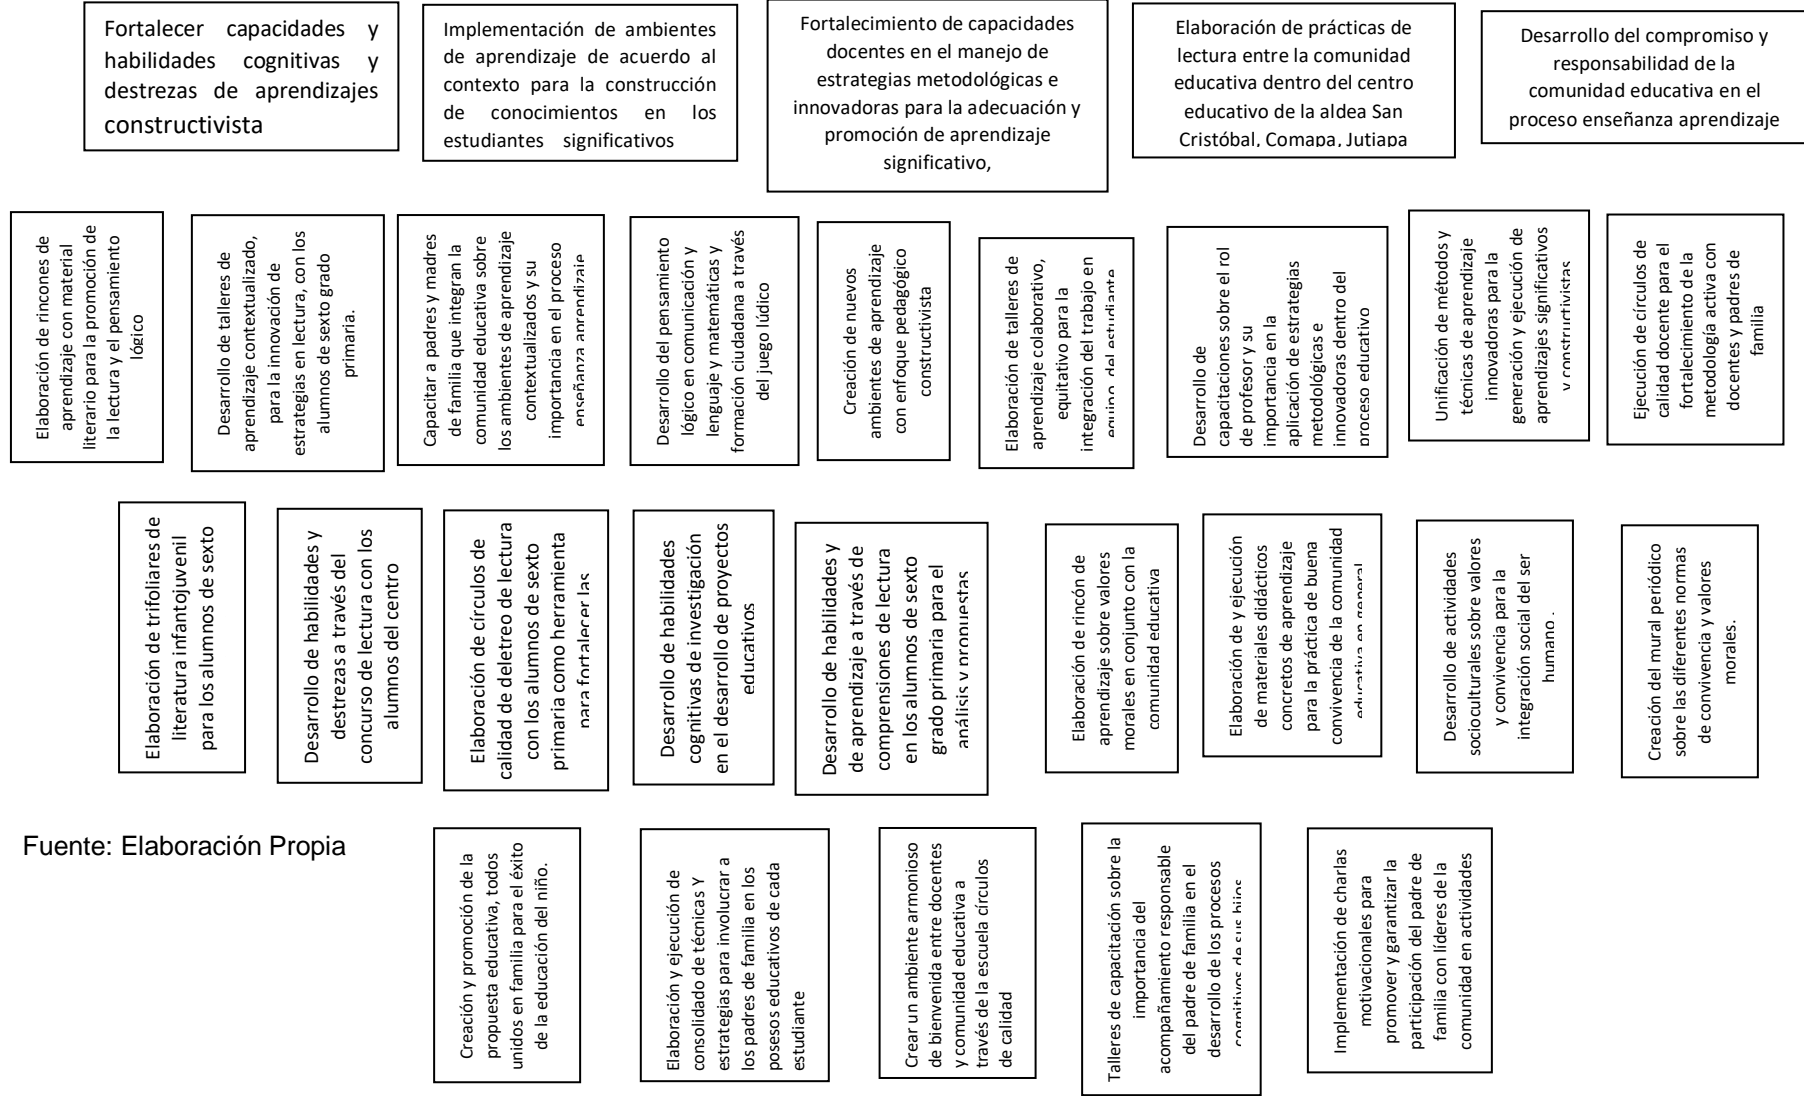 Fortalecer capacidades y
habilidades cognitivas y
destrezas de aprendizajes
constructivista
Implementación de ambientes
de aprendizaje de acuerdo al
contexto para la construcción
de conocimientos en los
estudiantes significativos
Fortalecimiento de capacidades
docentes en el manejo de
estrategias metodológicas e
innovadoras para la adecuación y
promoción de aprendizaje
significativo,
Elaboración de prácticas de
lectura entre la comunidad
educativa dentro del centro
educativo de la aldea San
Cristóbal, Comapa, Jutiapa
Desarrollo del compromiso y
responsabilidad de la
comunidad educativa en el
proceso enseñanza aprendizaje
Elaboración de rincones de
aprendizaje con material
literario para la promoción de
la lectura y el pensamiento
lógico
Desarrollo de talleres de
aprendizaje contextualizado,
para la innovación de
estrategias en lectura, con los
alumnos de sexto grado
primaria.
Capacitar a padres y madres
de familia que integran la
comunidad educativa sobre
los ambientes de aprendizaje
contextualizados y su
importancia en el proceso
enseñanza aprendizaje
Desarrollo del pensamiento
lógico en comunicación y
lenguaje y matemáticas y
formación ciudadana a través
del juego lúdico
Creación de nuevos
ambientes de aprendizaje
con enfoque pedagógico
constructivista
Elaboración de talleres de
aprendizaje colaborativo,
equitativo para la
integración del trabajo en
equipo del estudiante
Desarrollo de
capacitaciones sobre el rol
de profesor y su
importancia en la
aplicación de estrategias
metodológicas e
innovadoras dentro del
proceso educativo
Unificación de métodos y
técnicas de aprendizaje
innovadoras para la
generación y ejecución de
aprendizajes significativos
y constructivistas
Ejecución de círculos de
calidad docente para el
fortalecimiento de la
metodología activa con
docentes y padres de
familia
Elaboración de trifoliares de
literatura infantojuvenil
para los alumnos de sexto
Desarrollo de habilidades y
destrezas a través del
concurso de lectura con los
alumnos del centro
Elaboración de círculos de
calidad de deletreo de lectura
con los alumnos de sexto
primaria como herramienta
para fortalecer las
Desarrollo de habilidades
cognitivas de investigación
en el desarrollo de proyectos
educativos
Desarrollo de habilidades y
de aprendizaje a través de
comprensiones de lectura
en los alumnos de sexto
grado primaria para el
análisis y propuestas
Elaboración de rincón de
aprendizaje sobre valores
morales en conjunto con la
comunidad educativa
Elaboración de y ejecución
de materiales didácticos
concretos de aprendizaje
para la práctica de buena
convivencia de la comunidad
educativa en general
Desarrollo de actividades
socioculturales sobre valores
y convivencia para la
integración social del ser
humano.
Creación del mural periódico
sobre las diferentes normas
de convivencia y valores
morales.
Fuente: Elaboración Propia
Creación y promoción de la
propuesta educativa, todos
unidos en familia para el éxito
de la educación del niño.
Elaboración y ejecución de
consolidado de técnicas Y
estrategias para involucrar a
los padres de familia en los
posesos educativos de cada
estudiante
Crear un ambiente armonioso
de bienvenida entre docentes
y comunidad educativa a
través de la escuela círculos
de calidad
Talleres de capacitación sobre la
importancia del
acompañamiento responsable
del padre de familia en el
desarrollo de los procesos
cognitivos de sus hijos
Implementación de charlas
motivacionales para
promover y garantizar la
participación del padre de
familia con líderes de la
comunidad en actividades